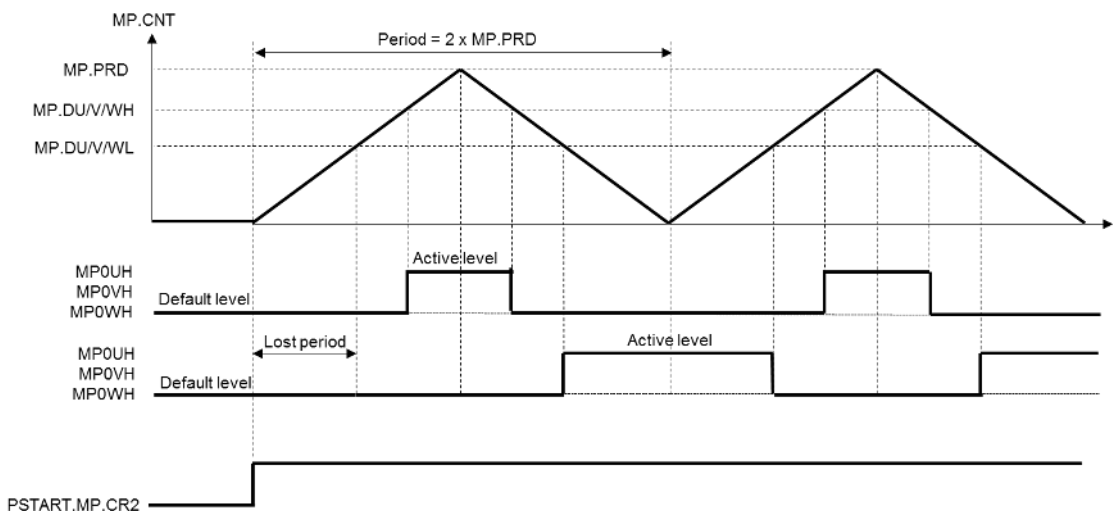 MP.CNT
Period = 2 x MP.PRD
MP.PRD
MP.DU/V/WH
MP.DU/V/WL
Active level
MP0UH
MP0VH
MP0WH
Default level
Lost period
Active level
MP0UH
MP0VH
MP0WH
Default level
PSTART.MP.CR2